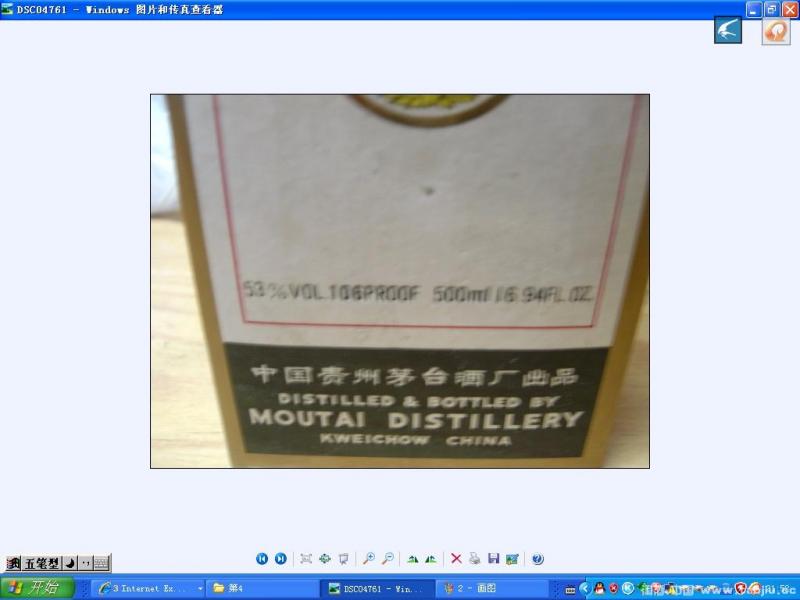 DSC04761 - Windows 图片和传真查看器
53%VOL.106PROOF 500ml/16.94FL.OZ.
中国贵州茅台酒厂出品
DISTILLED & BOTTLED BY
MOUTAI DISTILLERY
KWEICHOW CHINA
五笔型
开始
3 Internet Ex...
第4
DSC04761 - Win...
2 - 画图